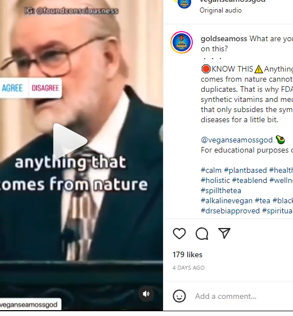 IG: @foundconsciousness
AGREE DISAGREE
anything that
comes from nature
veganseamossgod
veganseamossgod
Original audio
goldseamoss What are you
on this?
🔴KNOW THIS⚠️Anything
comes from nature cannot
duplicates. That is why FDA
synthetic vitamins and med
that only subsides the sym
diseases for a little bit.
@veganseamossgod
For educational purposes o
#calm #plantbased #health
#holistic #teablend #wellne
#spillthetea
#alkalinevegan #tea #black
#drsebiapproved #spiritua
179 likes
4 DAYS AGO
Add a comment...